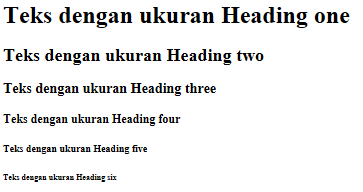 Teks dengan ukuran Heading one
Teks dengan ukuran Heading two
Teks dengan ukuran Heading three
Teks dengan ukuran Heading four
Teks dengan ukuran Heading five
Teks dengan ukuran Heading six